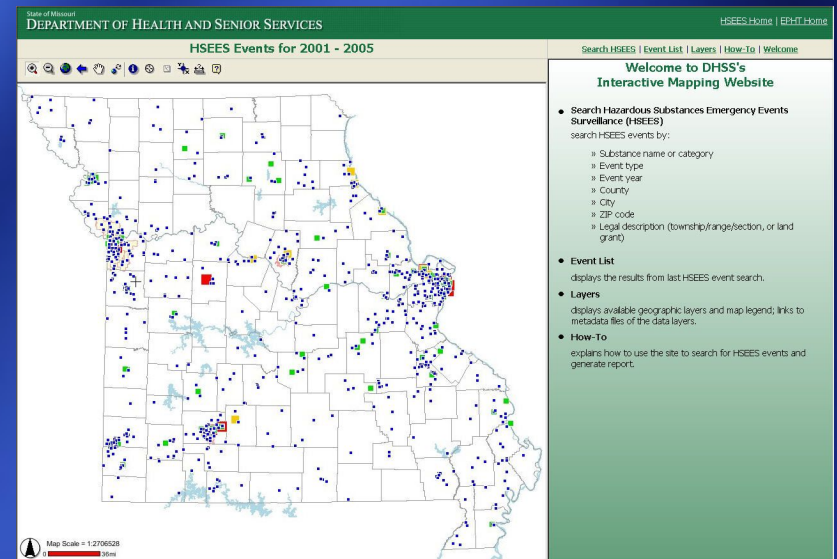 State of Missouri
DEPARTMENT OF HEALTH AND SENIOR SERVICES
HSEES Home | EPHT Home
HSEES Events for 2001 - 2005
Search HSEES | Event List | Layers | How-To | Welcome
Welcome to DHSS's
Interactive Mapping Website
• Search Hazardous Substances Emergency Events
Surveillance (HSEES)
search HSEES events by:
» Substance name or category
» Event type
» Event year
» County
» City
» ZIP code
» Legal description (township/range/section, or land
grant)
• Event List
displays the results from last HSEES event search.
• Layers
displays available geographic layers and map legend; links to
metadata files of the data layers.
• How-To
explains how to use the site to search for HSEES events and
generate report.
Map Scale = 1:2706528
0 36mi